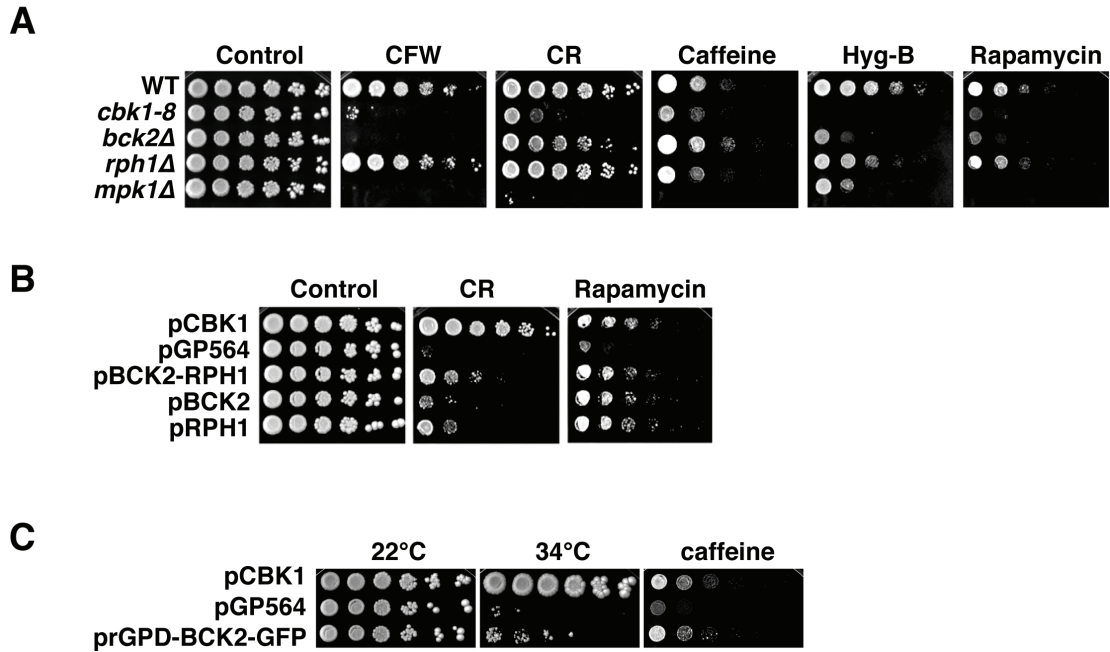 A
Control CFW CR Caffeine Hyg-B Rapamycin
WT
cbk1-8
bck2Δ
rph1Δ
mpk1Δ
B
Control CR Rapamycin
pCBK1
pGP564
pBCK2-RPH1
pBCK2
pRPH1
C
22°C 34°C caffeine
pCBK1
pGP564
prGPD-BCK2-GFP